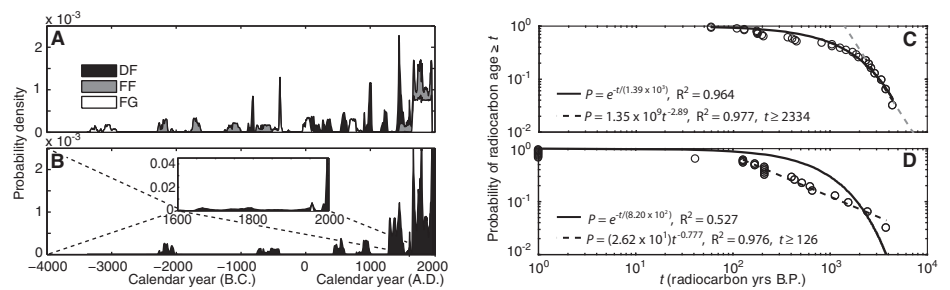 x 10⁻³
2
1
0
A
DF
FF
FG
Probability density
x 10⁻³
2
1
0
B
0.04
0.02
0
1600 1800 2000
−4000 −3000 −2000 −1000 0 1000 2000
Calendar year (B.C.) Calendar year (A.D.)
Probability of radiocarbon age ≥ t
10⁰
10⁻¹
10⁻²
C
P = e^-t/(1.39 x 10³), R² = 0.964
P = 1.35 x 10⁹t^-2.89, R² = 0.977, t ≥ 2334
10⁰
10⁻¹
10⁻²
D
P = e^-t/(8.20 x 10²), R² = 0.527
P = (2.62 x 10¹)t^-0.777, R² = 0.976, t ≥ 126
10⁰ 10¹ 10² 10³ 10⁴
t (radiocarbon yrs B.P.)